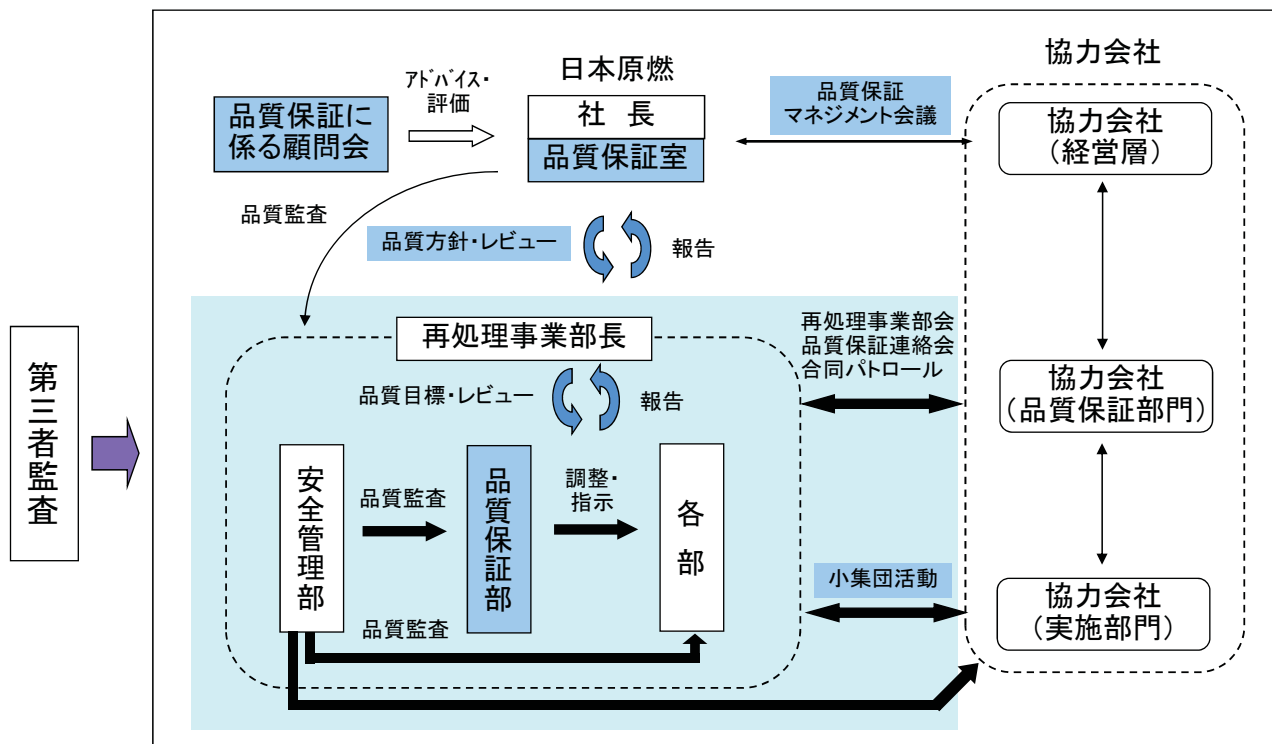 第三者監査
品質保証に
係る顧問会
ｱﾄﾞﾊﾞｲｽ・
評価
日本原燃
社 長
品質保証室
品質保証
マネジメント会議
協力会社
協力会社
(経営層)
品質監査
品質方針・レビュー
報告
再処理事業部長
品質目標・レビュー
報告
再処理事業部会
品質保証連絡会
合同パトロール
協力会社
(品質保証部門)
安全管理部
品質監査
品質保証部
調整・
指示
各部
品質監査
小集団活動
協力会社
(実施部門)